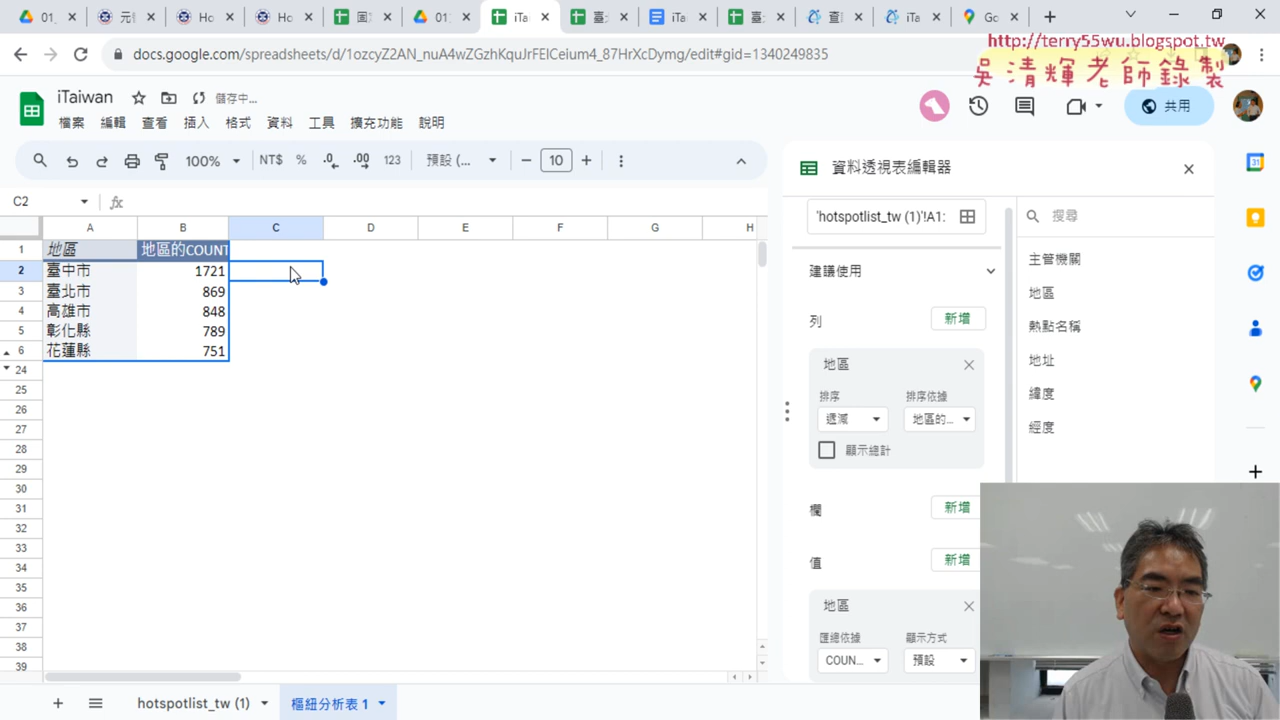 01_
元智
Ho
Ho
圖
01
iTa
臺
iTa
臺
查
iTa
Go
docs.google.com/spreadsheets/d/1ozcyZ2AN_nuA4wZGzhKquJrFEICeium4_87HrXcDymg/edit#gid=1340249835
http://terry55wu.blogspot.tw
吳清輝老師錄製
iTaiwan
儲存中...
檔案 編輯 查看 插入 格式 資料 工具 擴充功能 說明
共用
100% NT$ % .0 .00 123 預設 (... 10
C2
資料透視表編輯器
'hotspotlist_tw (1)'!A1:
搜尋
A B C D E F G H
1 地區 地區的COUNT
2 臺中市 1721
3 臺北市 869
4 高雄市 848
5 彰化縣 789
6 花蓮縣 751
24
25
26
27
28
29
30
31
32
33
34
35
36
37
38
39
建議使用
列 新增
地區
排序 排序依據
遞減 地區的...
顯示總計
欄 新增
值 新增
地區
匯總依據 顯示方式
COUN... 預設
主管機關
地區
熱點名稱
地址
緯度
經度
31
hotspotlist_tw (1) 樞紐分析表 1